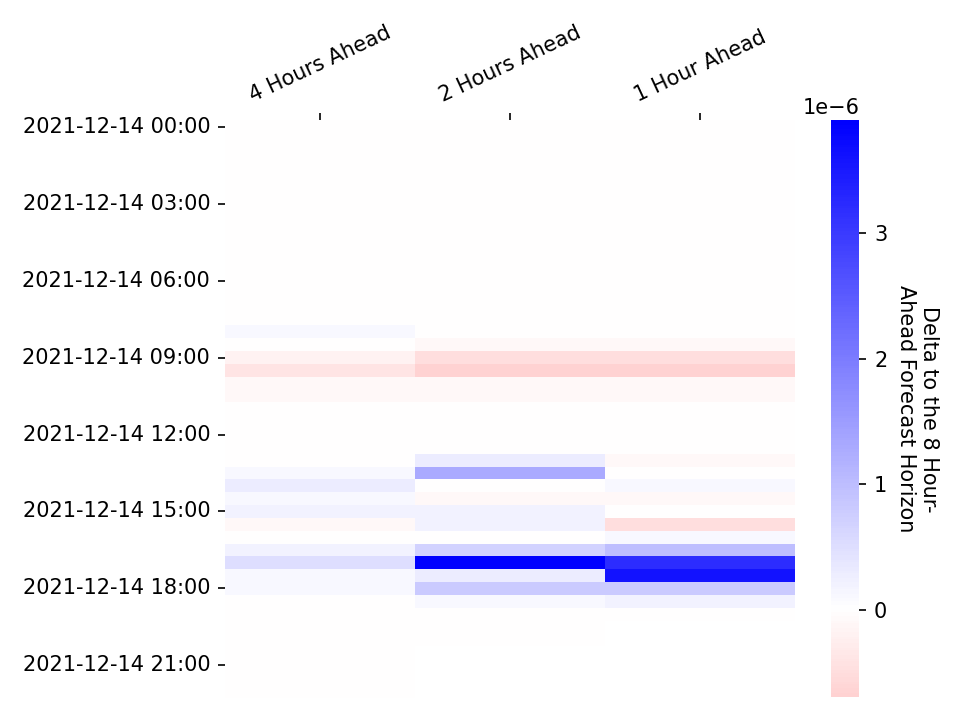 4 Hours Ahead
2 Hours Ahead
1 Hour Ahead
1e−6
2021-12-14 00:00
2021-12-14 03:00
2021-12-14 06:00
2021-12-14 09:00
2021-12-14 12:00
2021-12-14 15:00
2021-12-14 18:00
2021-12-14 21:00
3
2
1
0
Delta to the 8 Hour-
Ahead Forecast Horizon